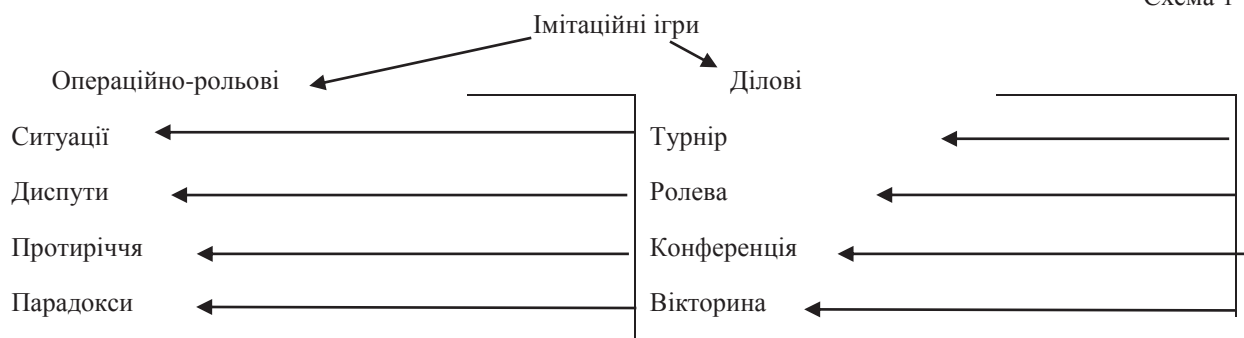 Схема 1
Імітаційні ігри
Операційно-рольові Ділові
Ситуації Турнір
Диспути Ролева
Протиріччя Конференція
Парадокси Вікторина